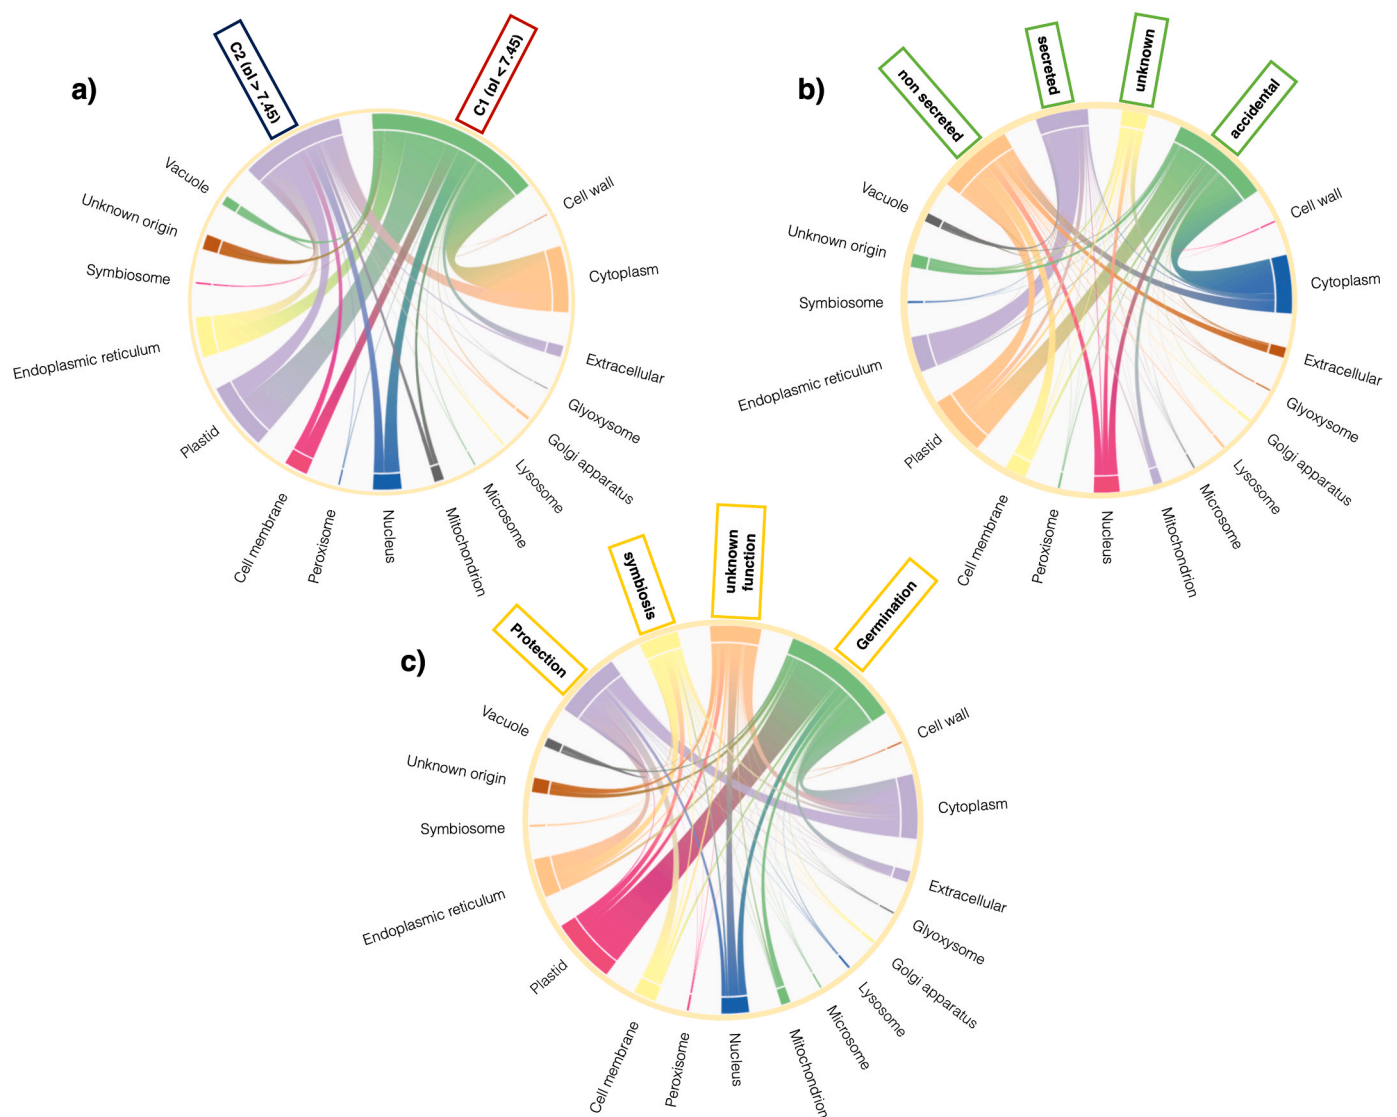 a)
C2 (pI > 7.45)
C1 (pI < 7.45)
Vacuole
Unknown origin
Symbiosome
Endoplasmic reticulum
Plastid
Cell membrane
Peroxisome
Nucleus
Mitochondrion
Microsome
Lysosome
Golgi apparatus
Glyoxysome
Extracellular
Cytoplasm
Cell wall
b)
non secreted
secreted
unknown
accidental
Vacuole
Unknown origin
Symbiosome
Endoplasmic reticulum
Plastid
Cell membrane
Peroxisome
Nucleus
Mitochondrion
Microsome
Lysosome
Golgi apparatus
Glyoxysome
Extracellular
Cytoplasm
Cell wall
c)
Protection
symbiosis
unknown
function
Germination
Vacuole
Unknown origin
Symbiosome
Endoplasmic reticulum
Plastid
Cell membrane
Peroxisome
Nucleus
Mitochondrion
Microsome
Lysosome
Golgi apparatus
Glyoxysome
Extracellular
Cytoplasm
Cell wall